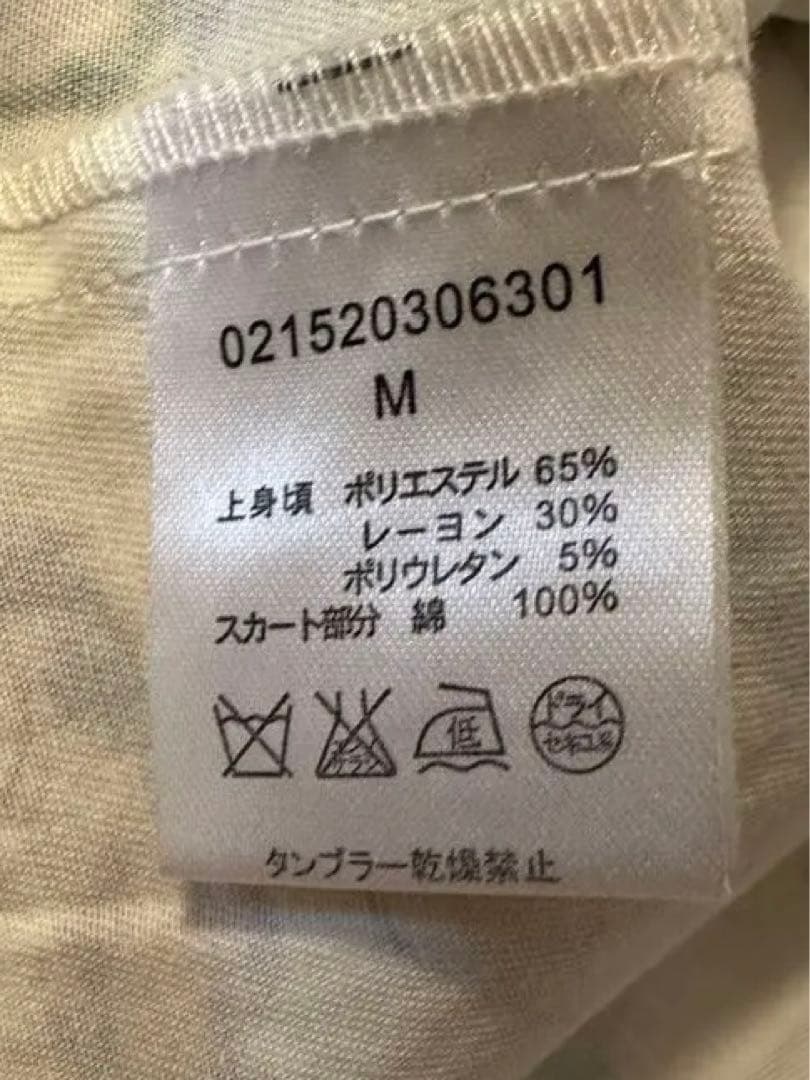 021520306301
M
上身頃 ポリエステル 65%
レーヨン 30%
ポリウレタン 5%
スカート部分 綿 100%
低
ドライ
セキユ系
タンブラー乾燥禁止